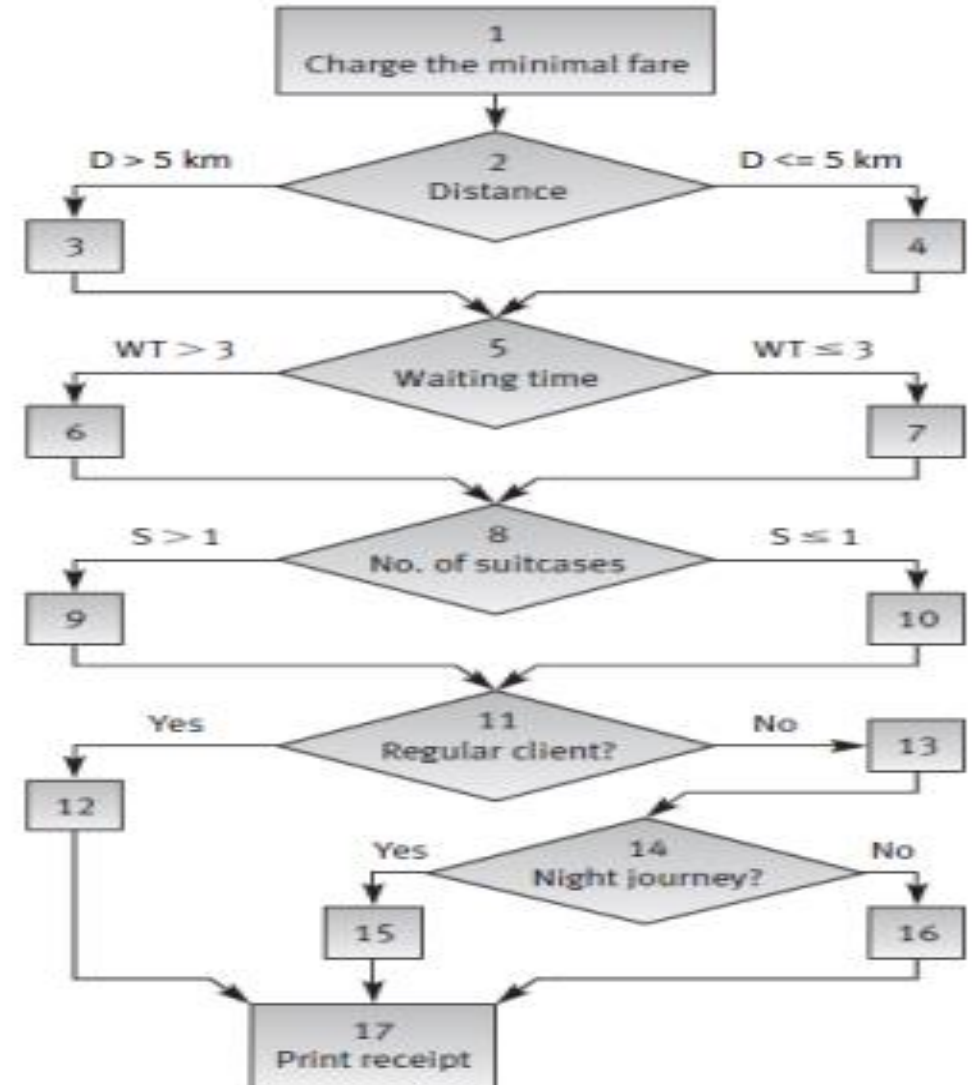 1
Charge the minimal fare
D > 5 km
2
Distance
D <= 5 km
3
4
WT > 3
5
Waiting time
WT ≤ 3
6
7
S > 1
8
No. of suitcases
S ≤ 1
9
10
Yes
11
Regular client?
No
13
12
Yes
14
Night journey?
No
15
16
17
Print receipt